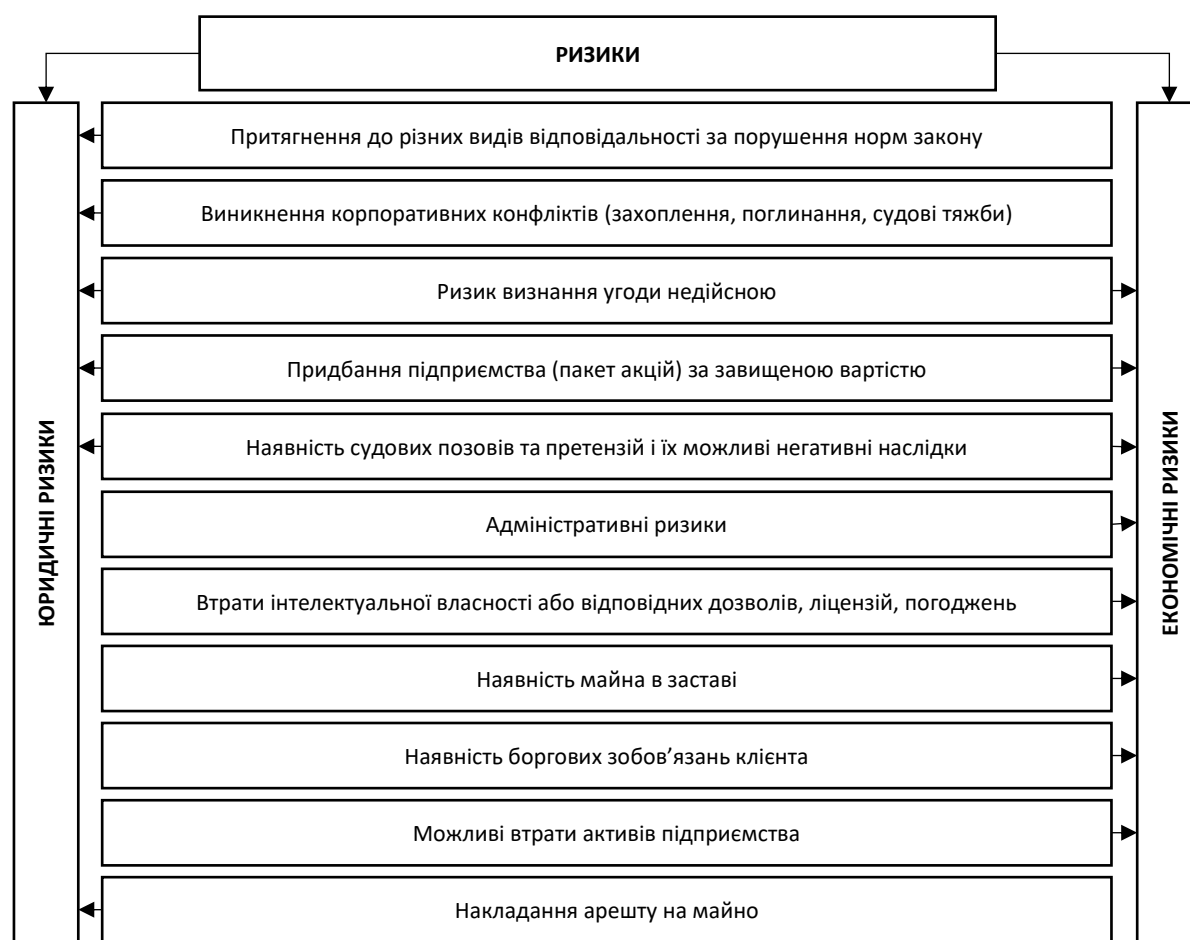 РИЗИКИ
ЮРИДИЧНІ РИЗИКИ
Притягнення до різних видів відповідальності за порушення норм закону
Виникнення корпоративних конфліктів (захоплення, поглинання, судові тяжби)
Ризик визнання угоди недійсною
Придбання підприємства (пакет акцій) за завищеною вартістю
Наявність судових позовів та претензій і їх можливі негативні наслідки
Адміністративні ризики
Втрати інтелектуальної власності або відповідних дозволів, ліцензій, погоджень
Наявність майна в заставі
Наявність боргових зобов’язань клієнта
Можливі втрати активів підприємства
Накладання арешту на майно
ЕКОНОМІЧНІ РИЗИКИ